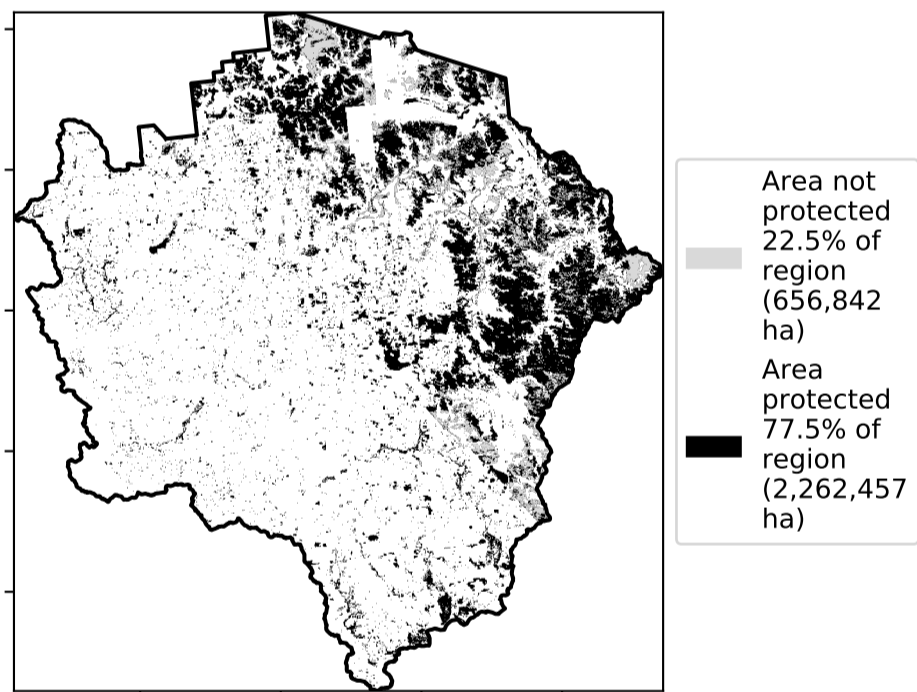 Area not
protected
22.5% of
region
(656,842
ha)
Area
protected
77.5% of
region
(2,262,457
ha)